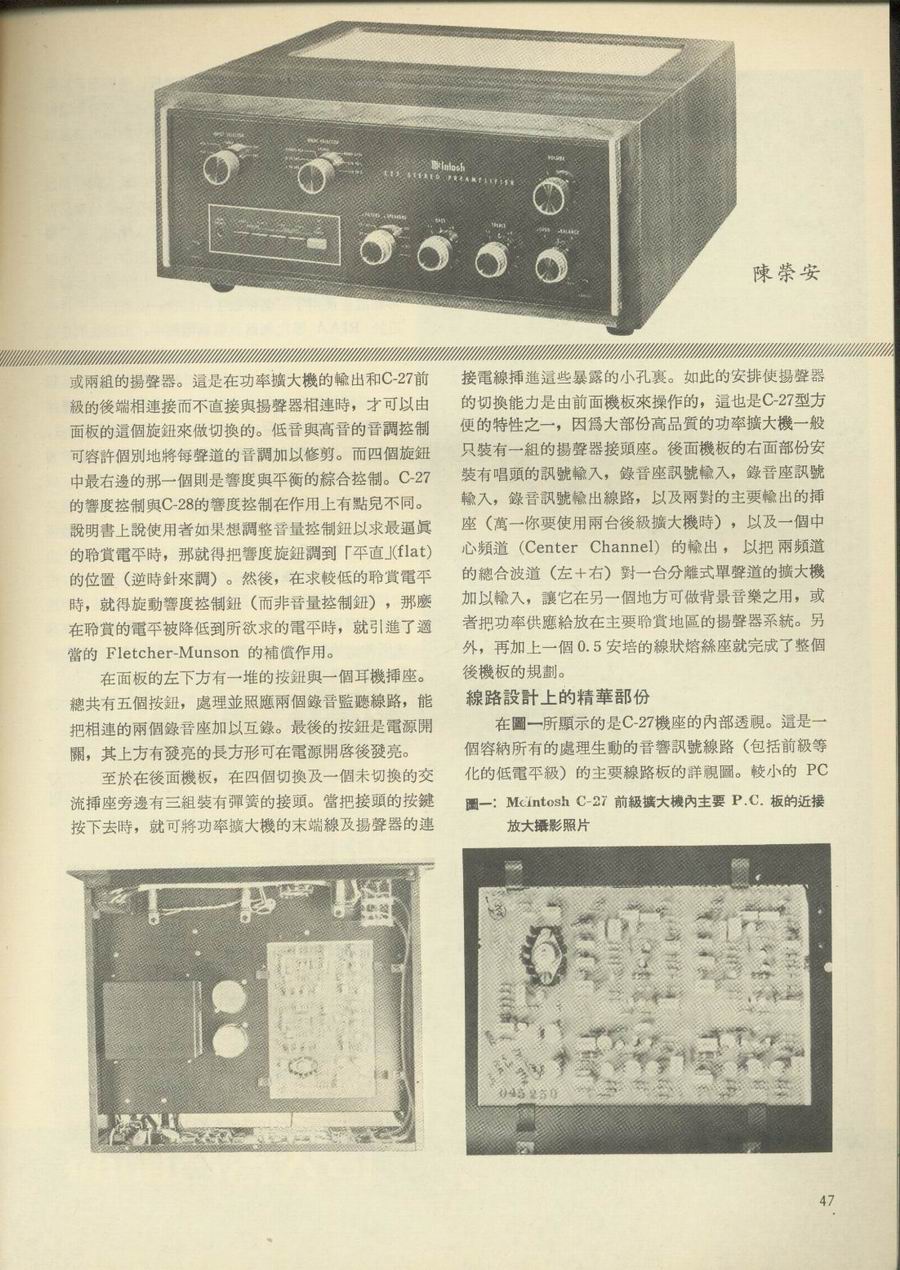 INPUT SELECTOR
MODE SELECTOR
McIntosh
C27 STEREO PREAMPLIFIER
VOLUME
SPEAKERS
BASS
TREBLE
BALANCE
陳榮安
或兩組的揚聲器。這是在功率擴大機的輸出和C-27前
級的後端相連接而不直接與揚聲器相連時,才可以由
面板的這個旋鈕來做切換的。低音與高音的音調控制
可容許個別地將每聲道的音調加以修剪。而四個旋鈕
中最右邊的那一個則是響度與平衡的綜合控制。C-27
的響度控制與C-28的響度控制在作用上有點兒不同。
說明書上說使用者如果想調整音量控制鈕以求最逼眞
的聆賞電平時,那就得把響度旋鈕調到「平直」(flat)
的位置(逆時針來調)。然後,在求較低的聆賞電平
時,就得旋動響度控制鈕(而非音量控制鈕),那麼
在聆賞的電平被降低到所欲求的電平時,就引進了適
當的 Fletcher-Munson 的補償作用。
在面板的左下方有一堆的按鈕與一個耳機揷座。
總共有五個按鈕,處理並照應兩個錄音監聽線路,能
把相連的兩個錄音座加以互錄。最後的按鈕是電源開
關,其上方有發亮的長方形可在電源開啓後發亮。
至於在後面機板,在四個切換及一個未切換的交
流揷座旁邊有三組裝有彈簧的接頭。當把接頭的按鍵
按下去時,就可將功率擴大機的末端線及揚聲器的連
接電線揷進這些暴露的小孔裏。如此的安排使揚聲器
的切換能力是由前面機板來操作的,這也是C-27型方
便的特性之一,因爲大部份高品質的功率擴大機一般
只裝有一組的揚聲器接頭座。後面機板的右面部份安
裝有唱頭的訊號輸入,錄音座訊號輸入,錄音座訊號
輸入,錄音訊號輸出線路,以及兩對的主要輸出的揷
座(萬一你要使用兩台後級擴大機時),以及一個中
心頻道(Center Channel)的輸出,以把兩頻道
的總合波道(左+右)對一台分離式單聲道的擴大機
加以輸入,讓它在另一個地方可做背景音樂之用,或
者把功率供應給放在主要聆賞地區的揚聲器系統。另
外,再加上一個0.5安培的線狀熔絲座就完成了整個
後機板的規劃。
線路設計上的精華部份
在圖一所顯示的是C-27機座的內部透視。這是一
個容納所有的處理生動的音響訊號線路(包括前級等
化的低電平級)的主要線路板的詳視圖。較小的 PC
圖一:McIntosh C-27 前級擴大機內主要 P.C. 板的近接
放大攝影照片
045250
47